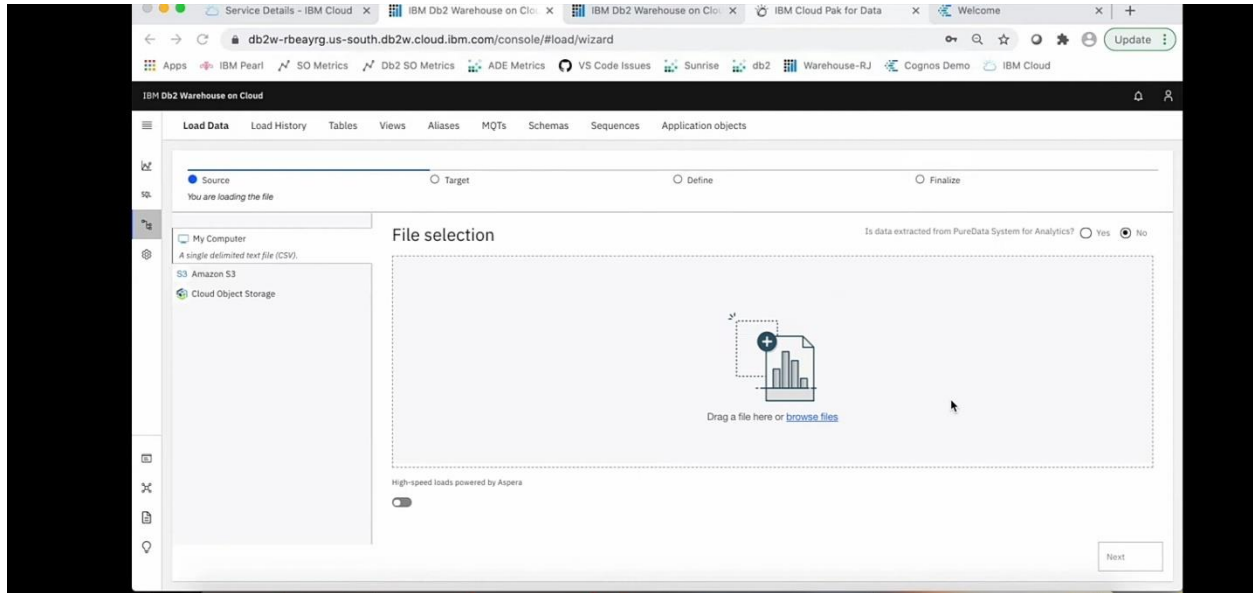 Service Details - IBM Cloud
IBM Db2 Warehouse on Clou
IBM Db2 Warehouse on Clou
IBM Cloud Pak for Data
Welcome
db2w-rbeayrg.us-south.db2w.cloud.ibm.com/console/#load/wizard
Update
Apps IBM Pearl SO Metrics Db2 SO Metrics ADE Metrics VS Code Issues Sunrise db2 Warehouse-RJ Cognos Demo IBM Cloud
IBM Db2 Warehouse on Cloud
Load Data Load History Tables Views Aliases MQTs Schemas Sequences Application objects
Source Target Define Finalize
You are loading the file
SQL
My Computer
A single delimited text file (CSV).
S3 Amazon S3
Cloud Object Storage
File selection
Is data extracted from PureData System for Analytics? Yes No
Drag a file here or browse files
High-speed loads powered by Aspera
Next